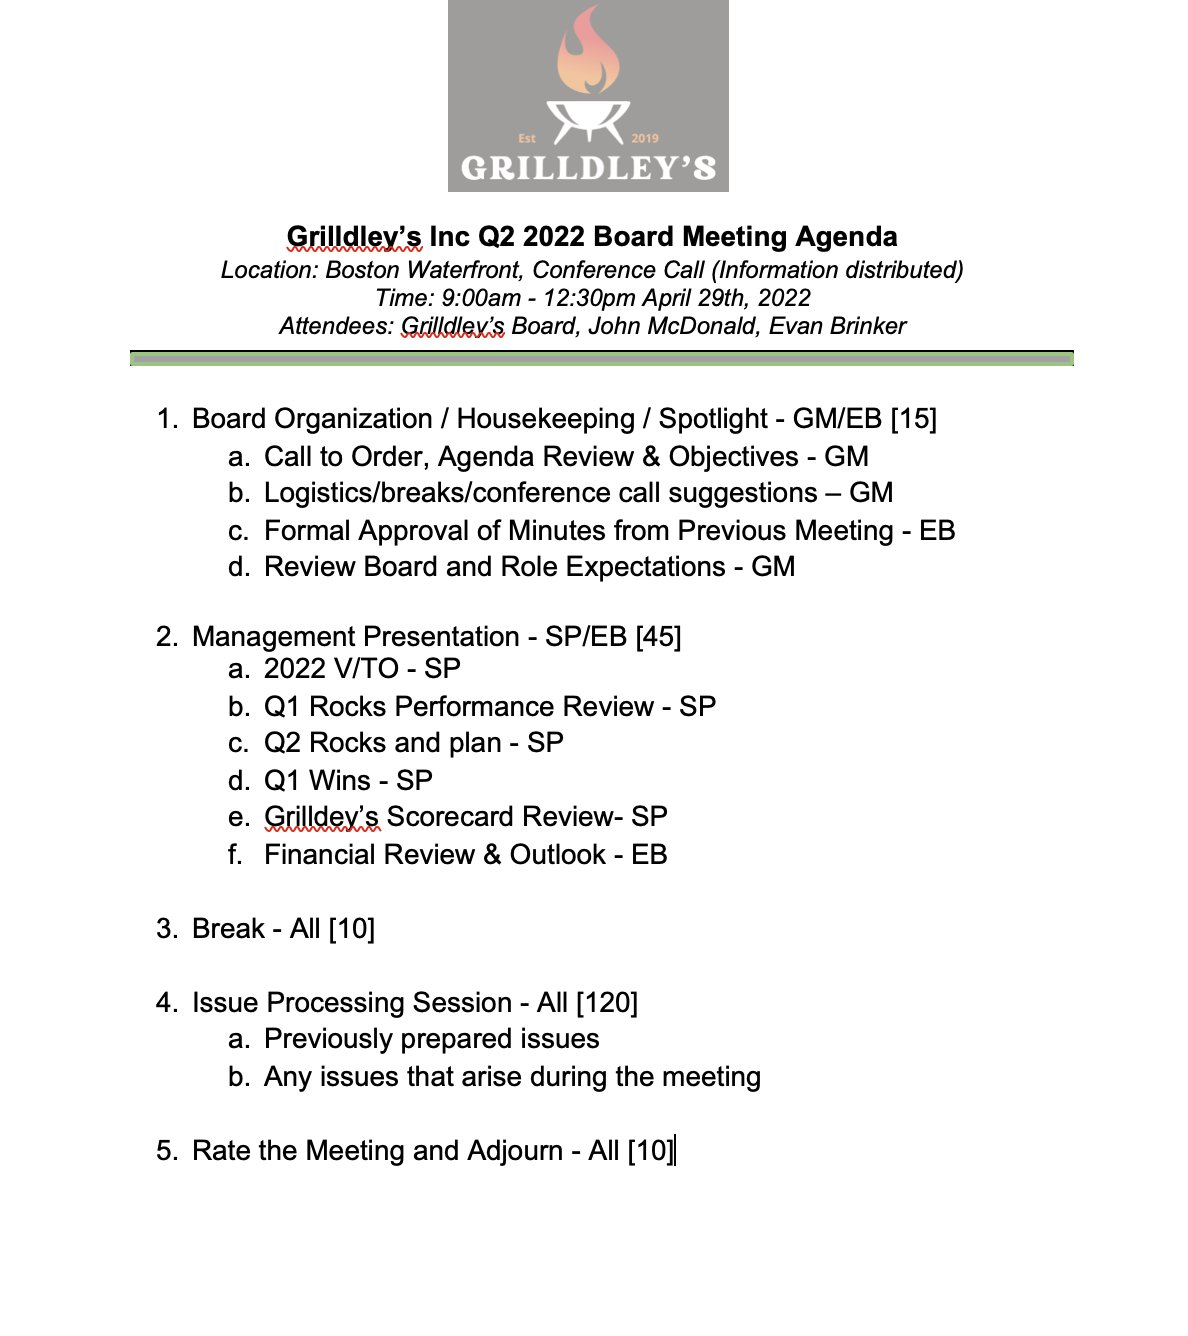 Est 2019
GRILLDLEY'S
Grilldley's Inc Q2 2022 Board Meeting Agenda
Location: Boston Waterfront, Conference Call (Information distributed)
Time: 9:00am - 12:30pm April 29th, 2022
Attendees: Grilldley's Board, John McDonald, Evan Brinker
1. Board Organization / Housekeeping / Spotlight - GM/EB [15]
a. Call to Order, Agenda Review & Objectives - GM
b. Logistics/breaks/conference call suggestions – GM
c. Formal Approval of Minutes from Previous Meeting - EB
d. Review Board and Role Expectations - GM
2. Management Presentation - SP/EB [45]
a. 2022 V/TO - SP
b. Q1 Rocks Performance Review - SP
c. Q2 Rocks and plan - SP
d. Q1 Wins - SP
e. Grilldey's Scorecard Review- SP
f. Financial Review & Outlook - EB
3. Break - All [10]
4. Issue Processing Session - All [120]
a. Previously prepared issues
b. Any issues that arise during the meeting
5. Rate the Meeting and Adjourn - All [10]